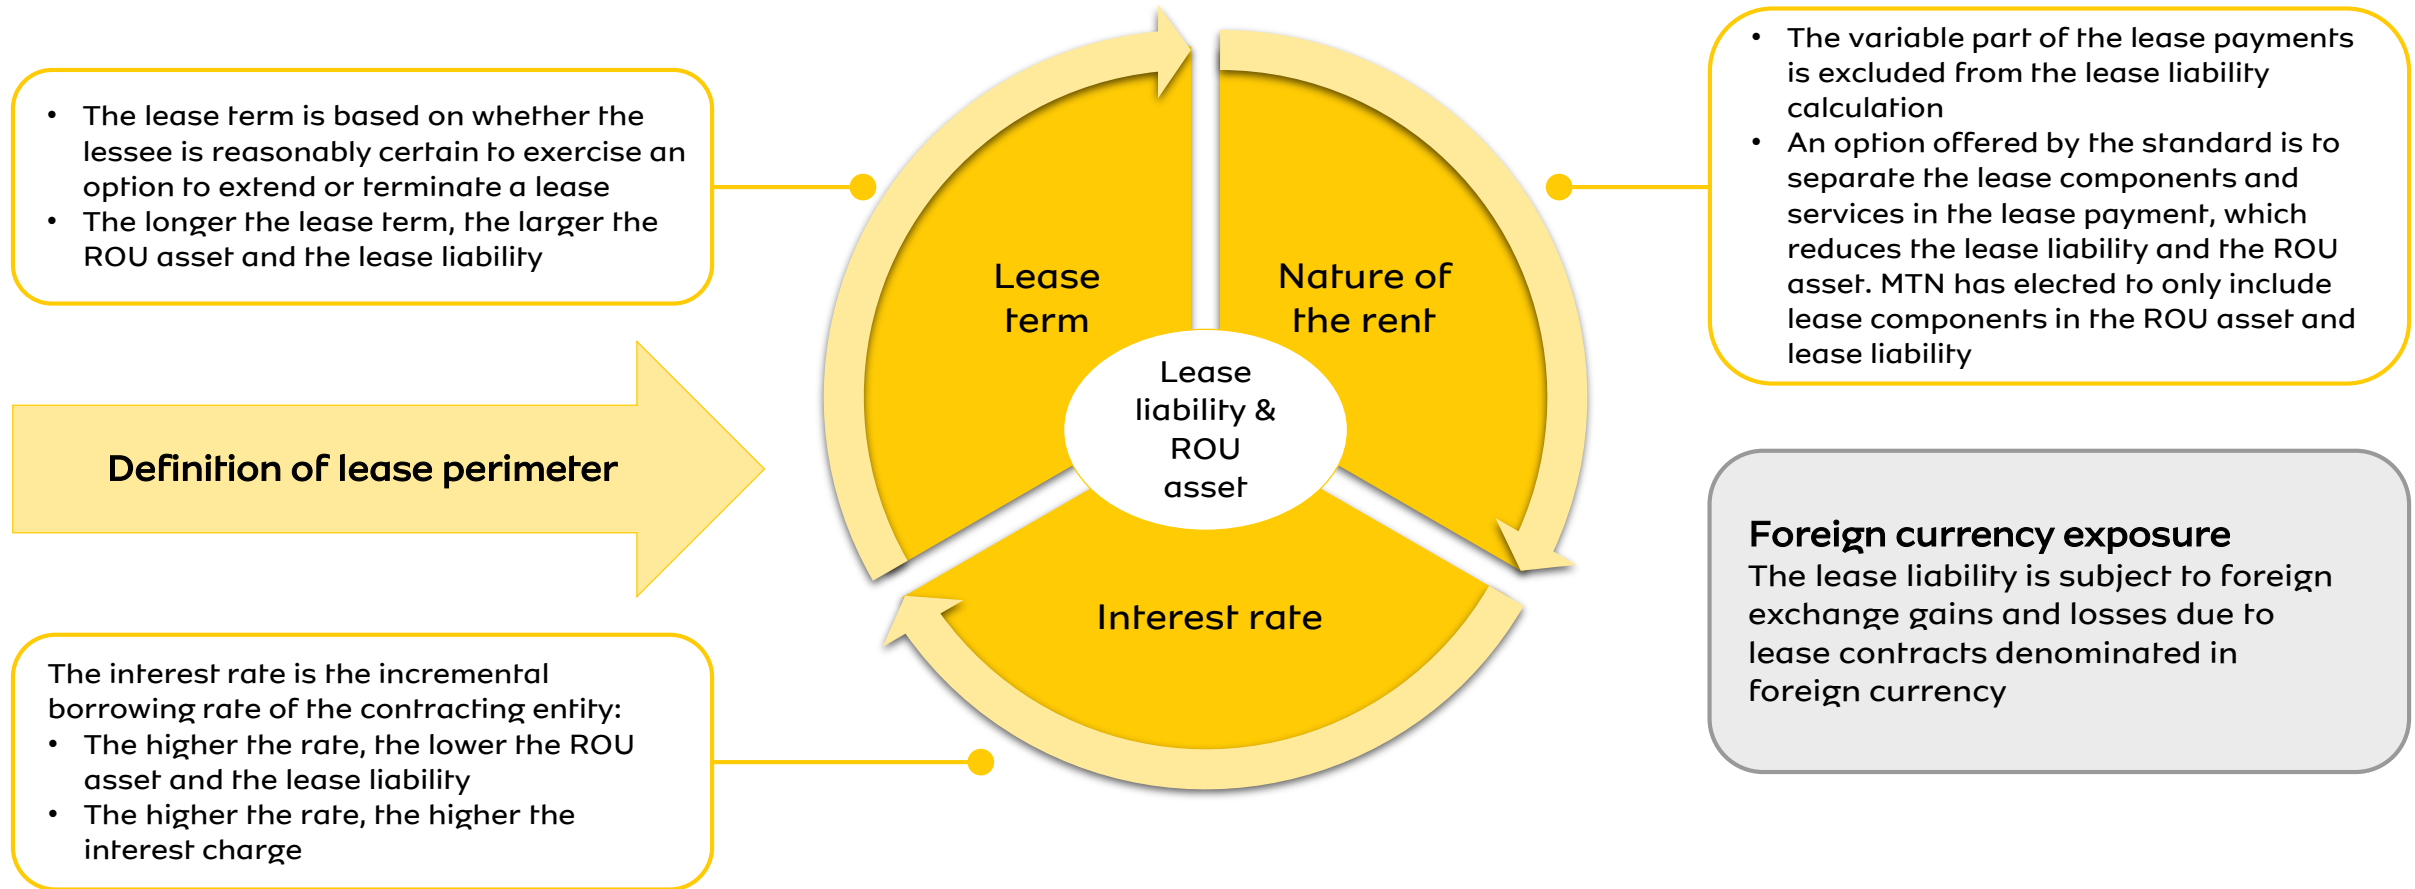 • The lease term is based on whether the
lessee is reasonably certain to exercise an
option to extend or terminate a lease
• The longer the lease term, the larger the
ROU asset and the lease liability
Definition of lease perimeter
The interest rate is the incremental
borrowing rate of the contracting entity:
• The higher the rate, the lower the ROU
asset and the lease liability
• The higher the rate, the higher the
interest charge
Lease
term
Nature of
the rent
Lease
liability &
ROU
asset
Interest rate
• The variable part of the lease payments
is excluded from the lease liability
calculation
• An option offered by the standard is to
separate the lease components and
services in the lease payment, which
reduces the lease liability and the ROU
asset. MTN has elected to only include
lease components in the ROU asset and
lease liability
Foreign currency exposure
The lease liability is subject to foreign
exchange gains and losses due to
lease contracts denominated in
foreign currency